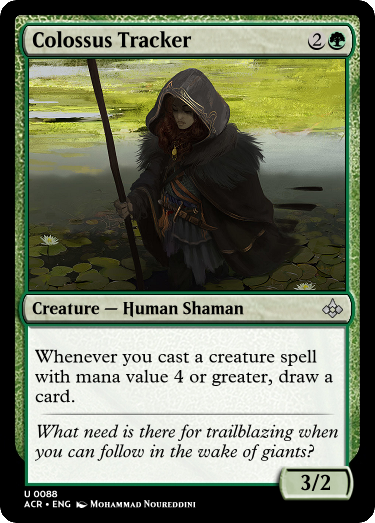 Colossus Tracker 2
Creature — Human Shaman
Whenever you cast a creature spell
with mana value 4 or greater, draw a
card.
What need is there for trailblazing when
you can follow in the wake of giants?
3/2
U 0088
ACR • ENG Mohammad Noureddini